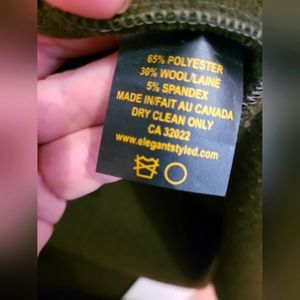 65% POLYESTER
30% WOOL/LAINE
5% SPANDEX
MADE IN/FAIT AU CANADA
DRY CLEAN ONLY
CA 32022
www.elegantstyled.com